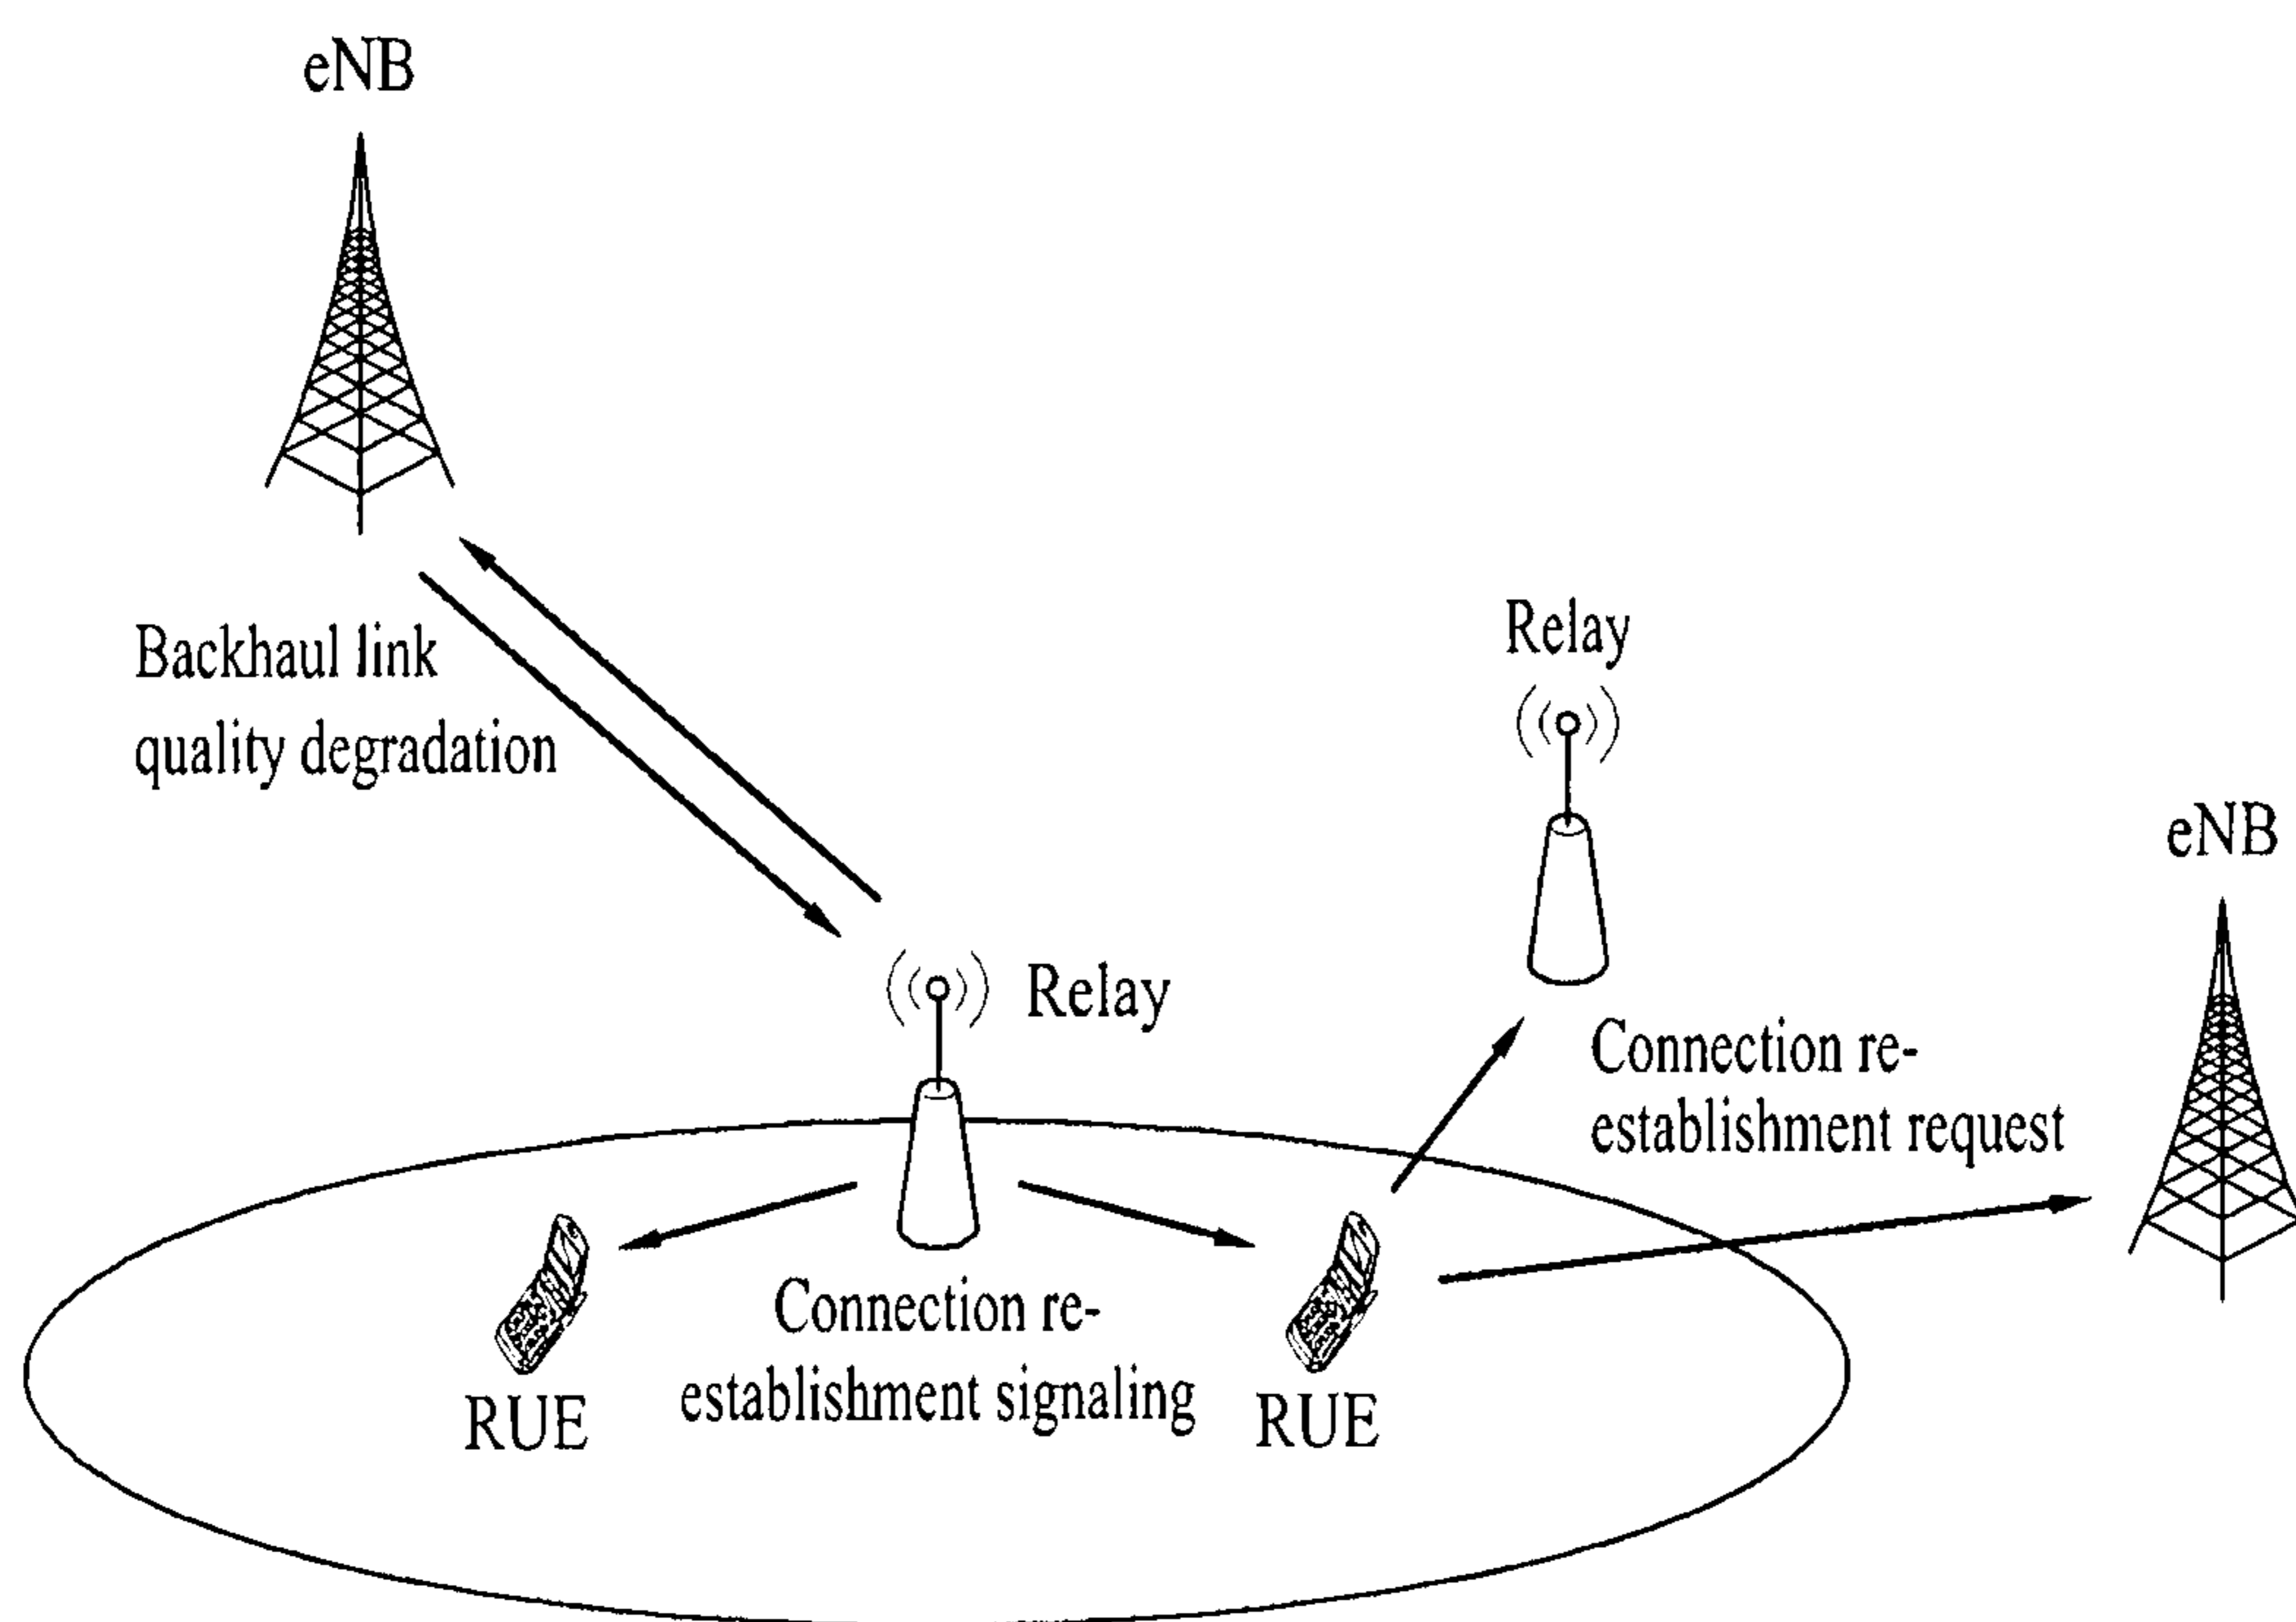 eNB
Backhaul link
quality degradation
Relay
eNB
Relay
Connection re-
establishment request
Connection re-
establishment signaling
RUE
RUE